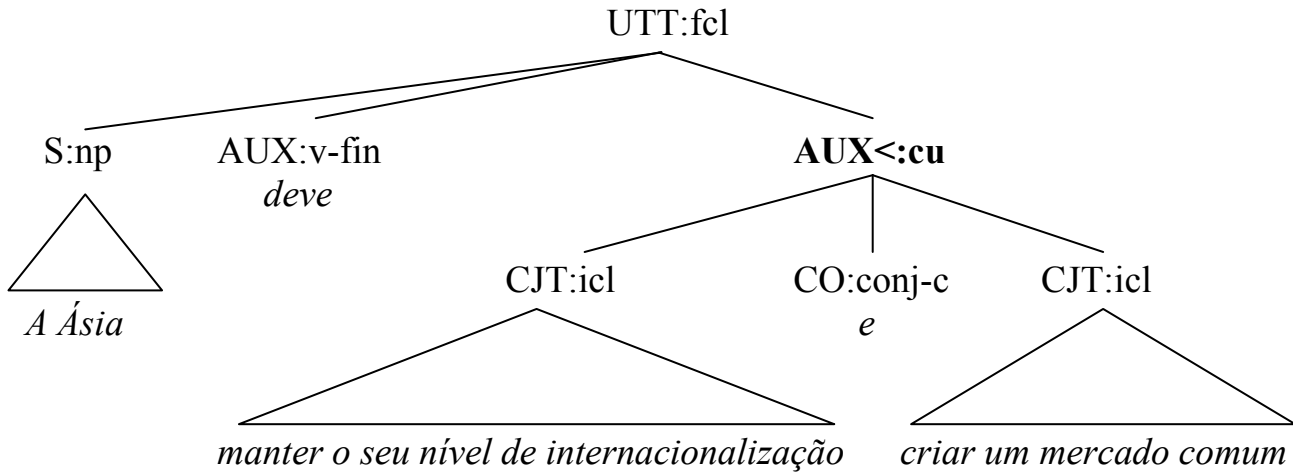 UTT:fcl
S:np AUX:v-fin AUX<:cu
deve
CJT:icl CO:conj-c CJT:icl
A Ásia e
manter o seu nível de internacionalização criar um mercado comum